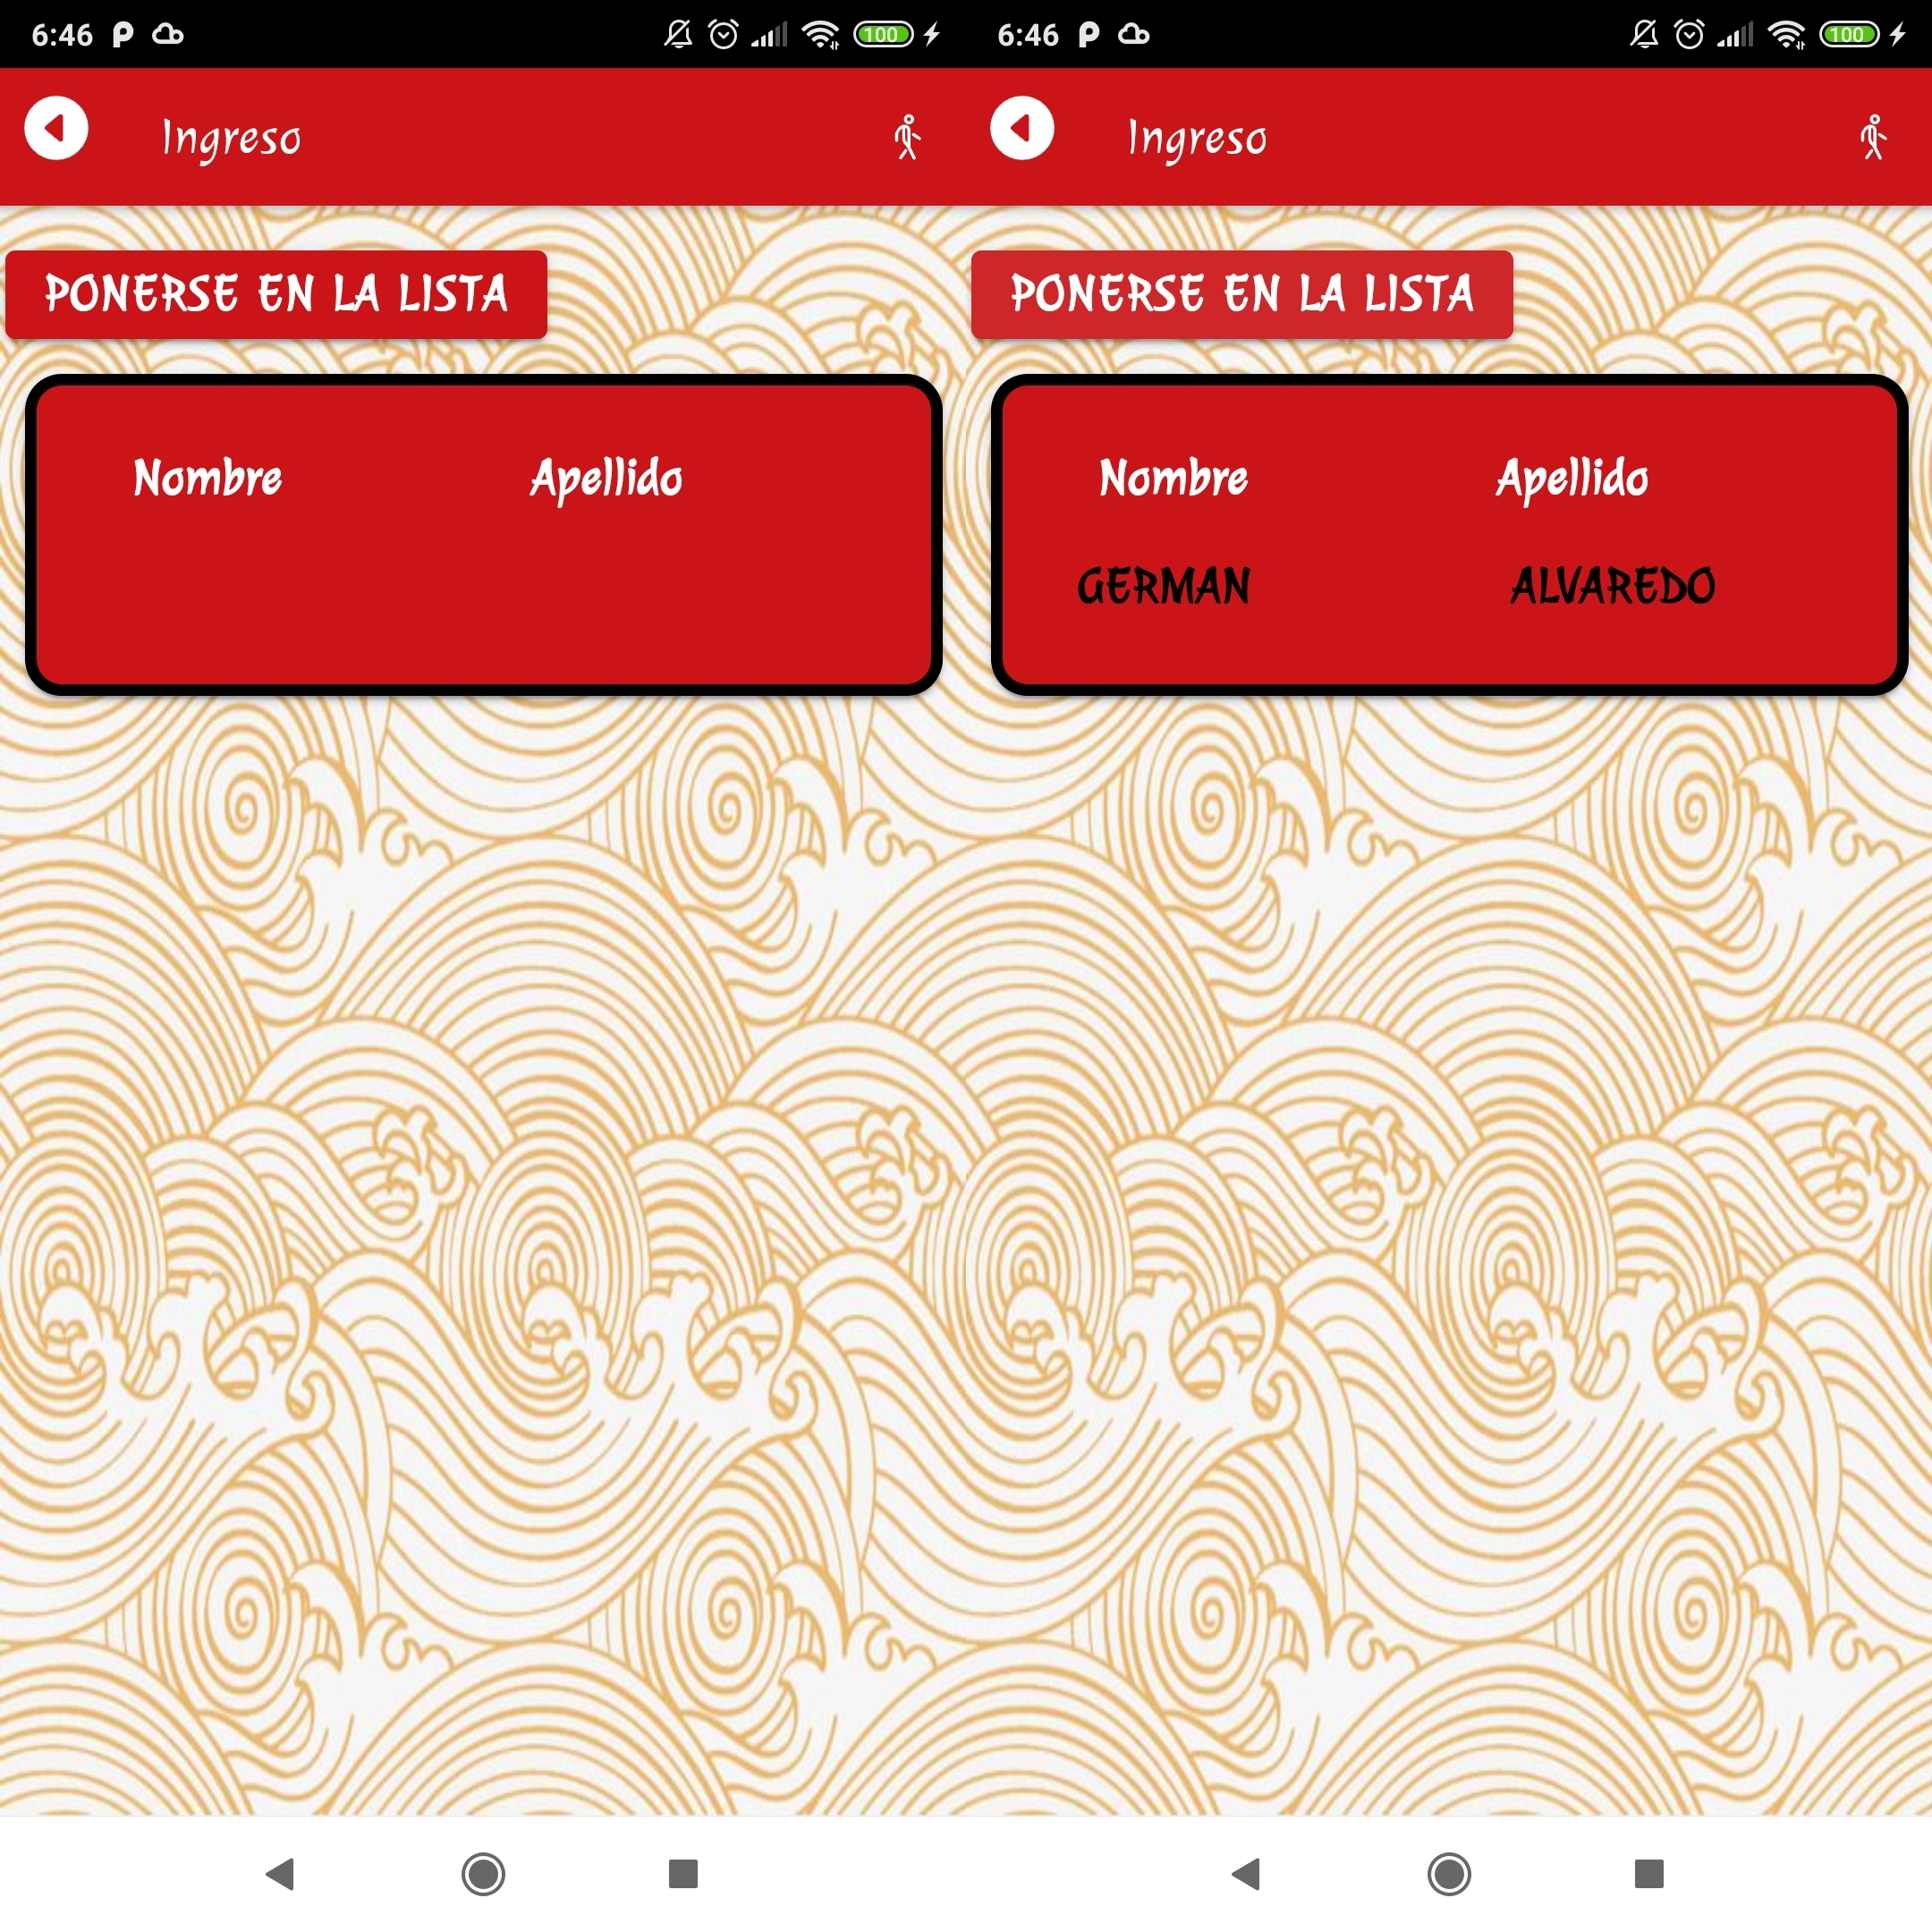 6:46
100
Ingreso
PONERSE EN LA LISTA
Nombre Apellido
6:46
100
Ingreso
PONERSE EN LA LISTA
Nombre Apellido
GERMAN ALVAREDO